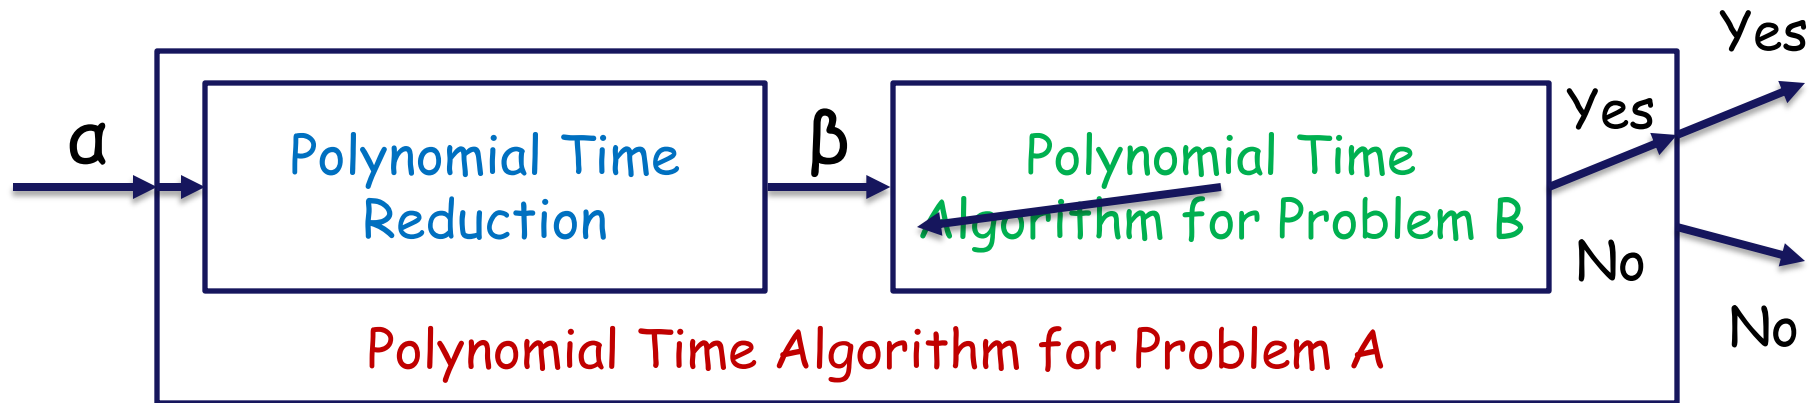 α
Polynomial Time
Reduction
β
Polynomial Time
Algorithm for Problem B
Yes
No
Yes
No
Polynomial Time Algorithm for Problem A